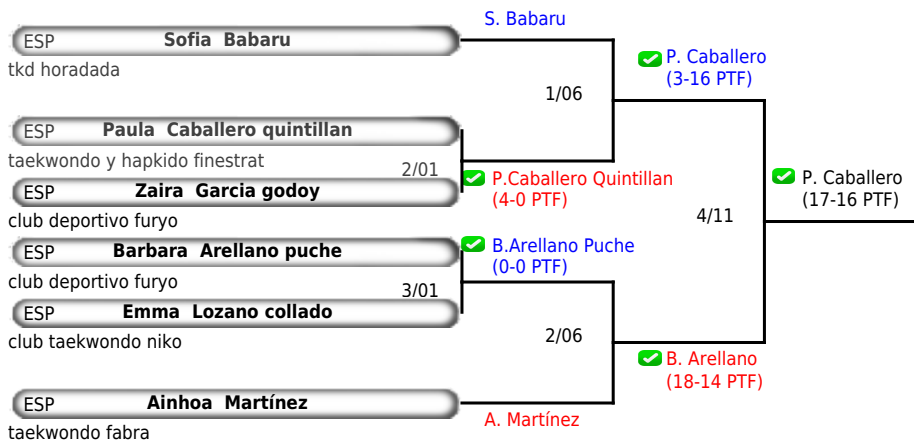 S. Babaru
ESP Sofia Babaru
tkd horadada
P. Caballero
(3-16 PTF)
1/06
ESP Paula Caballero quintillan
taekwondo y hapkido finestrat
2/01
P.Caballero Quintillan
(4-0 PTF)
ESP Zaira Garcia godoy
club deportivo furyo
P. Caballero
(17-16 PTF)
4/11
ESP Barbara Arellano puche
club deportivo furyo
B.Arellano Puche
(0-0 PTF)
3/01
ESP Emma Lozano collado
club taekwondo niko
2/06
B. Arellano
(18-14 PTF)
ESP Ainhoa Martínez
taekwondo fabra
A. Martínez